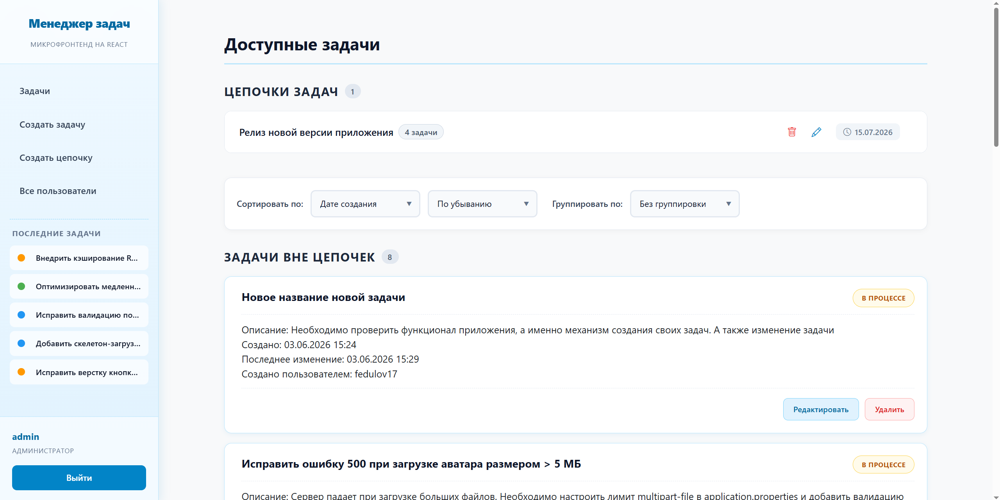 Менеджер задач
МИКРОФРОНТЕНД НА REACT
Задачи
Создать задачу
Создать цепочку
Все пользователи
ПОСЛЕДНИЕ ЗАДАЧИ
Внедрить кэширование R...
Оптимизировать медленн...
Исправить валидацию по...
Добавить скелетон-загруз...
Исправить верстку кнопк...
admin
АДМИНИСТРАТОР
Выйти
Доступные задачи
ЦЕПОЧКИ ЗАДАЧ 1
Релиз новой версии приложения 4 задачи 15.07.2026
Сортировать по: Дате создания По убыванию Группировать по: Без группировки
ЗАДАЧИ ВНЕ ЦЕПОЧЕК 8
Новое название новой задачи В ПРОЦЕССЕ
Описание: Необходимо проверить функционал приложения, а именно механизм создания своих задач. А также изменение задачи
Создано: 03.06.2026 15:24
Последнее изменение: 03.06.2026 15:29
Создано пользователем: fedulov17
Редактировать Удалить
Исправить ошибку 500 при загрузке аватара размером > 5 МБ В ПРОЦЕССЕ
Описание: Сервер падает при загрузке больших файлов. Необходимо настроить лимит multipart-file в application.properties и добавить валидацию